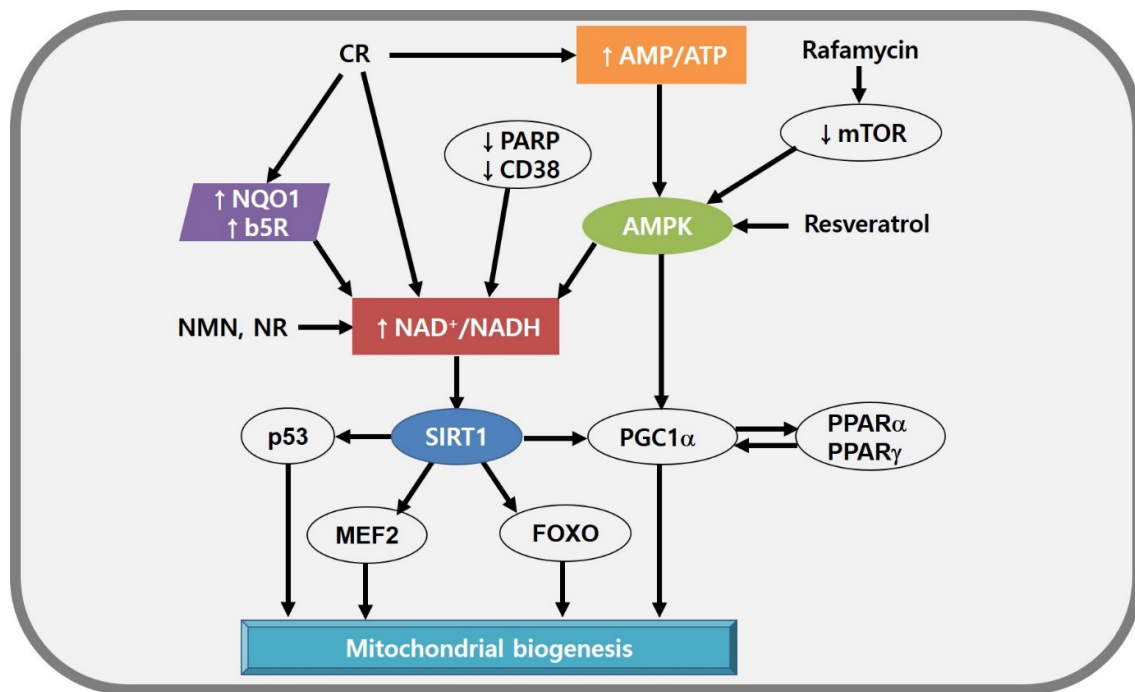 CR
↑ AMP/ATP
Rafamycin
↓ PARP
↓ CD38
↓ mTOR
↑ NQO1
↑ b5R
AMPK
Resveratrol
NMN, NR
↑ NAD⁺/NADH
p53
SIRT1
PGC1α
PPARα
PPARγ
MEF2
FOXO
Mitochondrial biogenesis